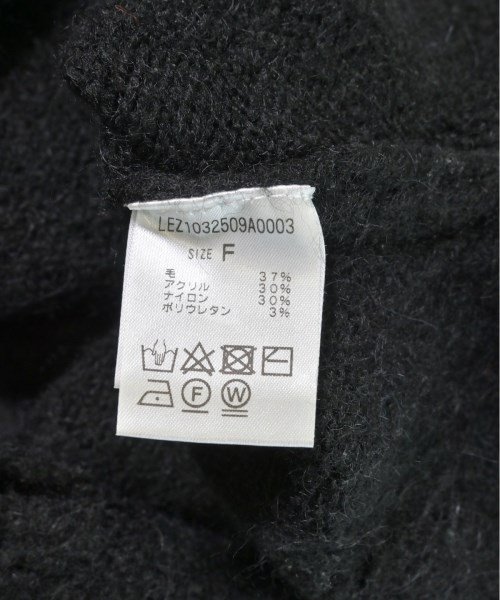 LEZ1032509A0003
SIZE F
毛 37%
アクリル 30%
ナイロン 30%
ポリウレタン 3%
F W